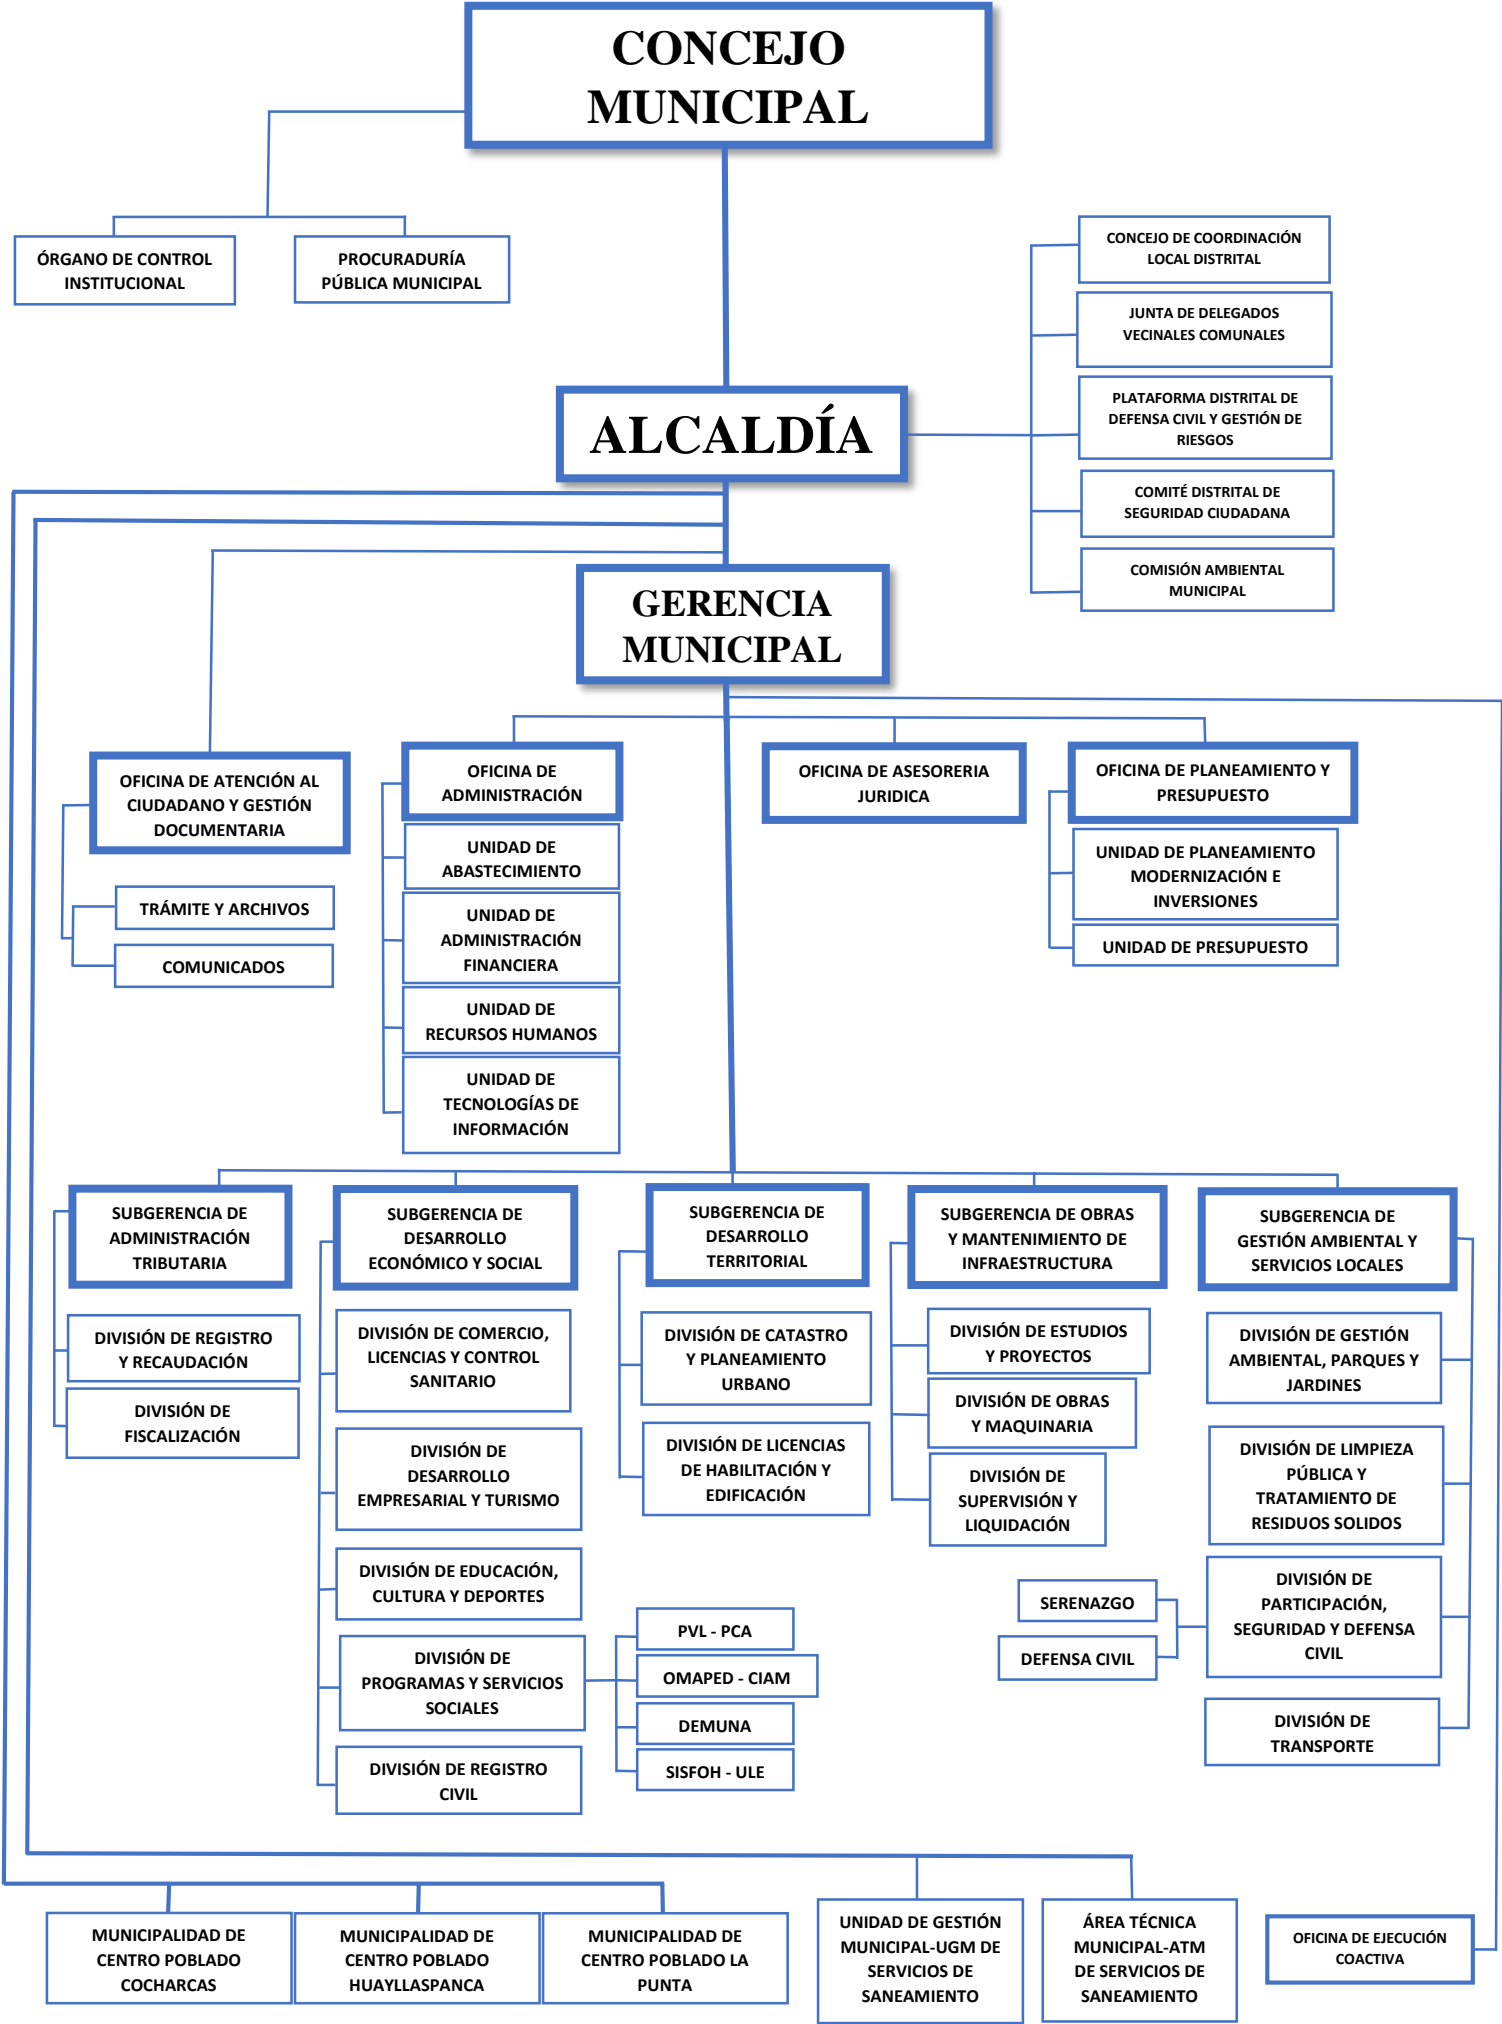 CONCEJO
MUNICIPAL
ÓRGANO DE CONTROL
INSTITUCIONAL
PROCURADURÍA
PÚBLICA MUNICIPAL
CONCEJO DE COORDINACIÓN
LOCAL DISTRITAL
JUNTA DE DELEGADOS
VECINALES COMUNALES
PLATAFORMA DISTRITAL DE
DEFENSA CIVIL Y GESTIÓN DE
RIESGOS
COMITÉ DISTRITAL DE
SEGURIDAD CIUDADANA
COMISIÓN AMBIENTAL
MUNICIPAL
ALCALDÍA
GERENCIA
MUNICIPAL
OFICINA DE ATENCIÓN AL
CIUDADANO Y GESTIÓN
DOCUMENTARIA
TRÁMITE Y ARCHIVOS
COMUNICADOS
OFICINA DE
ADMINISTRACIÓN
UNIDAD DE
ABASTECIMIENTO
UNIDAD DE
ADMINISTRACIÓN
FINANCIERA
UNIDAD DE
RECURSOS HUMANOS
UNIDAD DE
TECNOLOGÍAS DE
INFORMACIÓN
OFICINA DE ASESORERIA
JURIDICA
OFICINA DE PLANEAMIENTO Y
PRESUPUESTO
UNIDAD DE PLANEAMIENTO
MODERNIZACIÓN E
INVERSIONES
UNIDAD DE PRESUPUESTO
SUBGERENCIA DE
ADMINISTRACIÓN
TRIBUTARIA
DIVISIÓN DE REGISTRO
Y RECAUDACIÓN
DIVISIÓN DE
FISCALIZACIÓN
SUBGERENCIA DE
DESARROLLO
ECONÓMICO Y SOCIAL
DIVISIÓN DE COMERCIO,
LICENCIAS Y CONTROL
SANITARIO
DIVISIÓN DE
DESARROLLO
EMPRESARIAL Y TURISMO
DIVISIÓN DE EDUCACIÓN,
CULTURA Y DEPORTES
DIVISIÓN DE
PROGRAMAS Y SERVICIOS
SOCIALES
PVL - PCA
OMAPED - CIAM
DEMUNA
SISFOH - ULE
DIVISIÓN DE REGISTRO
CIVIL
SUBGERENCIA DE
DESARROLLO
TERRITORIAL
DIVISIÓN DE CATASTRO
Y PLANEAMIENTO
URBANO
DIVISIÓN DE LICENCIAS
DE HABILITACIÓN Y
EDIFICACIÓN
SUBGERENCIA DE OBRAS
Y MANTENIMIENTO DE
INFRAESTRUCTURA
DIVISIÓN DE ESTUDIOS
Y PROYECTOS
DIVISIÓN DE OBRAS
Y MAQUINARIA
DIVISIÓN DE
SUPERVISIÓN Y
LIQUIDACIÓN
SUBGERENCIA DE
GESTIÓN AMBIENTAL Y
SERVICIOS LOCALES
DIVISIÓN DE GESTIÓN
AMBIENTAL, PARQUES Y
JARDINES
DIVISIÓN DE LIMPIEZA
PÚBLICA Y
TRATAMIENTO DE
RESIDUOS SOLIDOS
DIVISIÓN DE
PARTICIPACIÓN,
SEGURIDAD Y DEFENSA
CIVIL
SERENAZGO
DEFENSA CIVIL
DIVISIÓN DE
TRANSPORTE
MUNICIPALIDAD DE
CENTRO POBLADO
COCHARCAS
MUNICIPALIDAD DE
CENTRO POBLADO
HUAYLLASPANCA
MUNICIPALIDAD DE
CENTRO POBLADO LA
PUNTA
UNIDAD DE GESTIÓN
MUNICIPAL-UGM DE
SERVICIOS DE
SANEAMIENTO
ÁREA TÉCNICA
MUNICIPAL-ATM
DE SERVICIOS DE
SANEAMIENTO
OFICINA DE EJECUCIÓN
COACTIVA